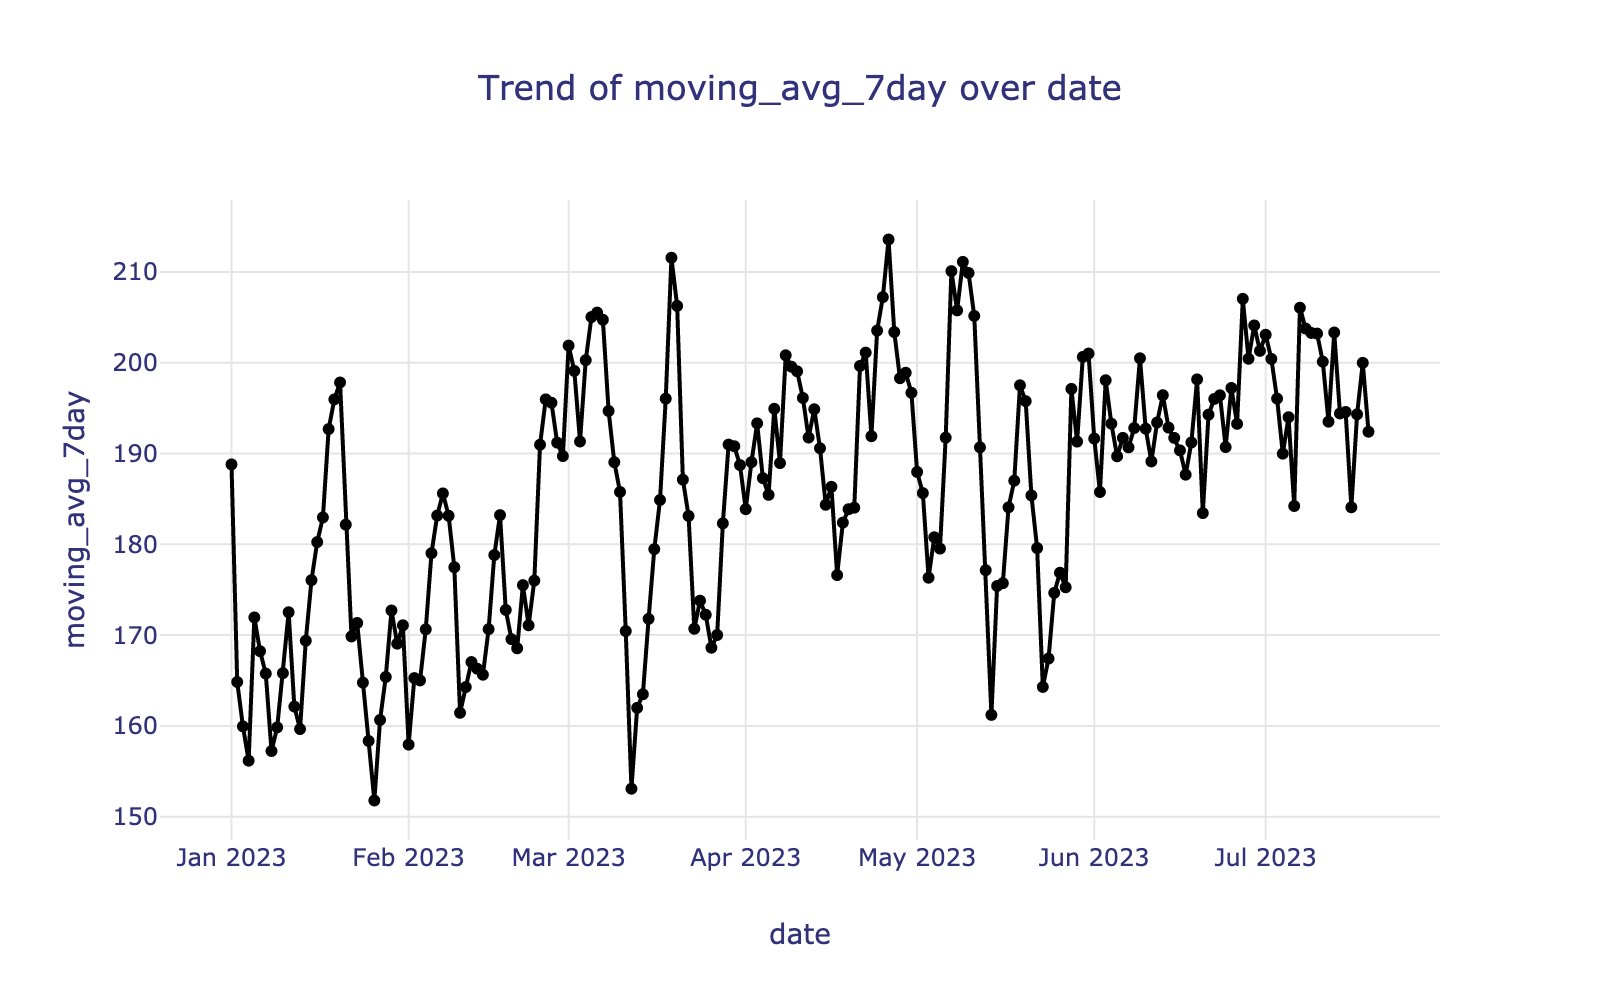 Trend of moving_avg_7day over date
moving_avg_7day
210
200
190
180
170
160
150
Jan 2023
Feb 2023
Mar 2023
Apr 2023
May 2023
Jun 2023
Jul 2023
date